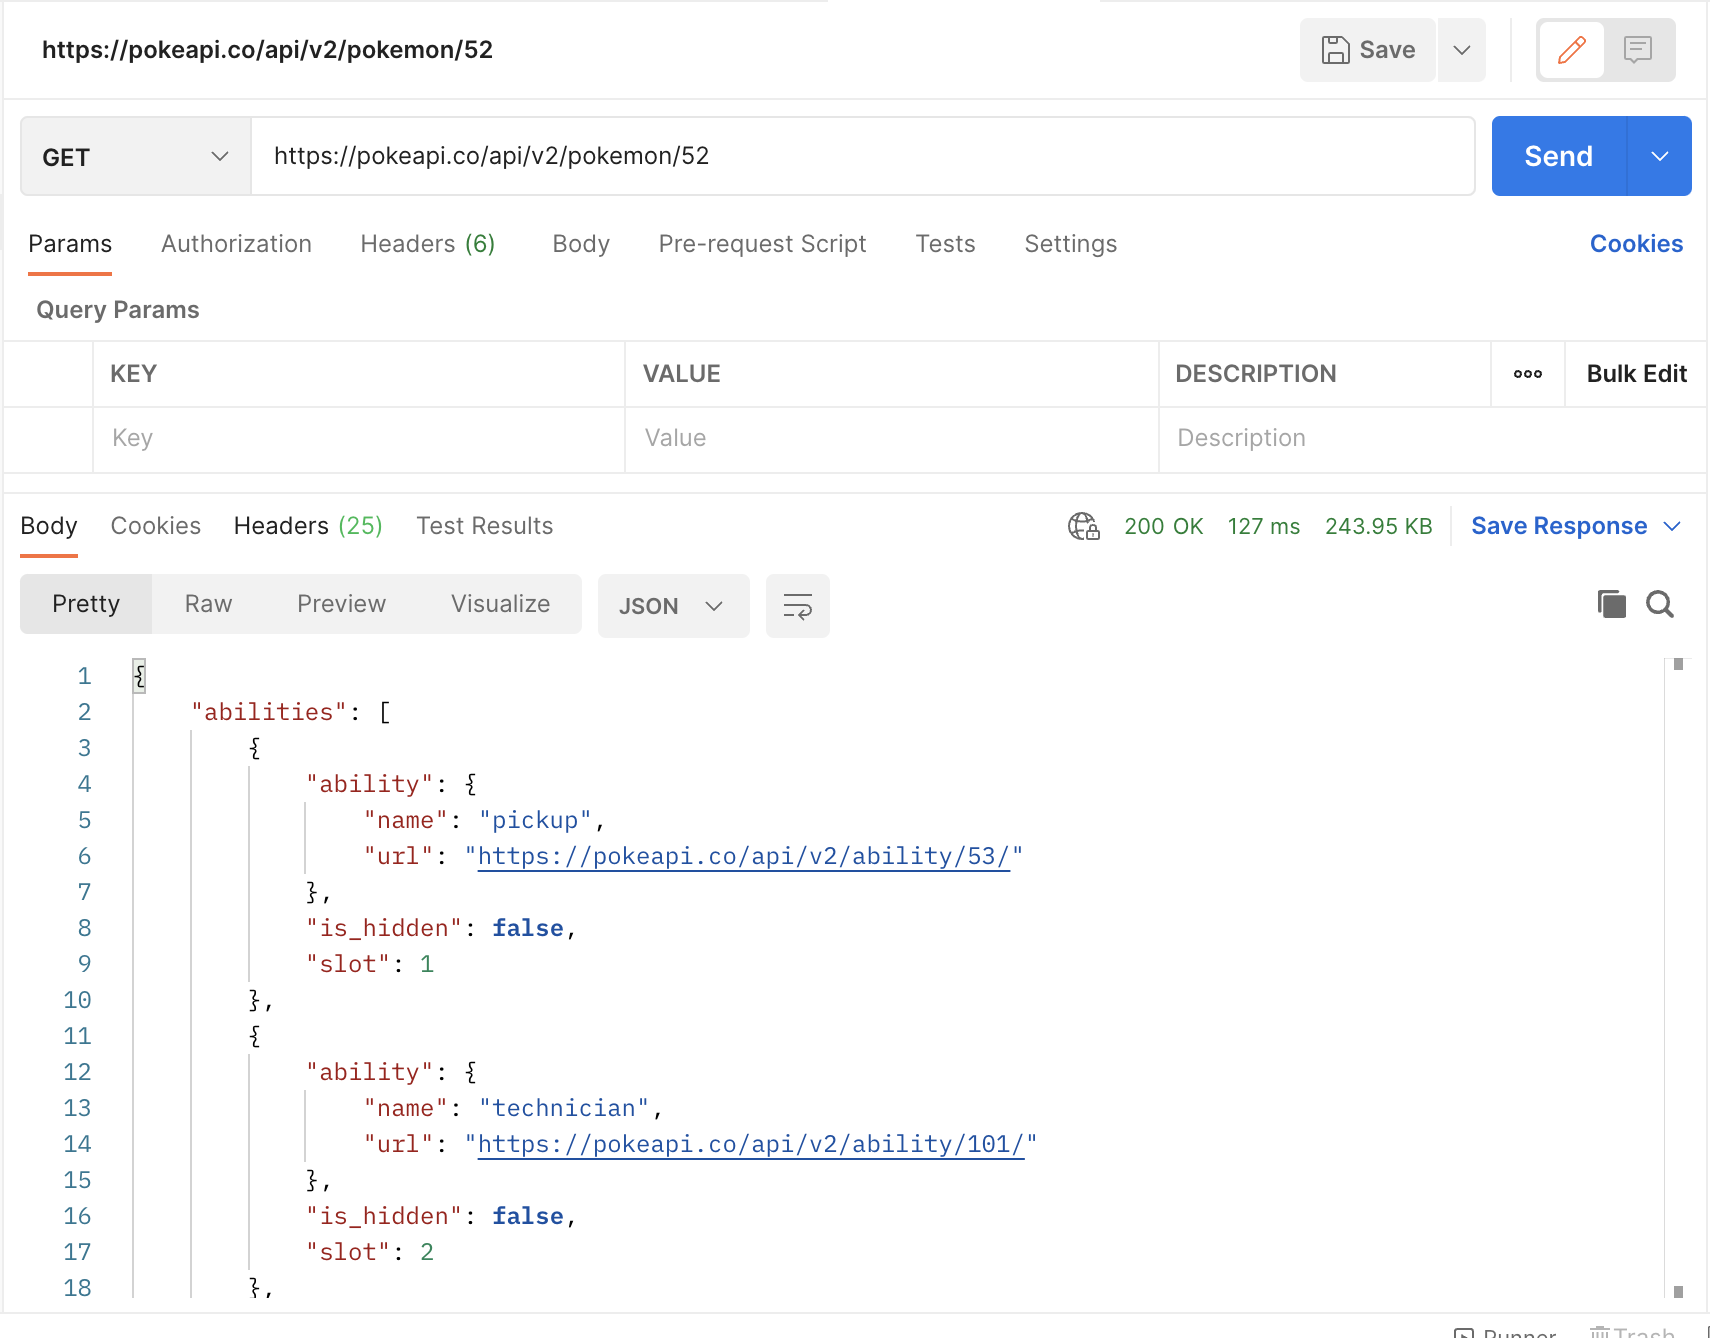 https://pokeapi.co/api/v2/pokemon/52
Save
GET
https://pokeapi.co/api/v2/pokemon/52
Send
Params Authorization Headers (6) Body Pre-request Script Tests Settings Cookies
Query Params
KEY VALUE DESCRIPTION ooo Bulk Edit
Key Value Description
Body Cookies Headers (25) Test Results 200 OK 127 ms 243.95 KB Save Response
Pretty Raw Preview Visualize JSON
1 {
2 "abilities": [
3 {
4 "ability": {
5 "name": "pickup",
6 "url": "https://pokeapi.co/api/v2/ability/53/"
7 },
8 "is_hidden": false,
9 "slot": 1
10 },
11 {
12 "ability": {
13 "name": "technician",
14 "url": "https://pokeapi.co/api/v2/ability/101/"
15 },
16 "is_hidden": false,
17 "slot": 2
18 },
Runner Trash